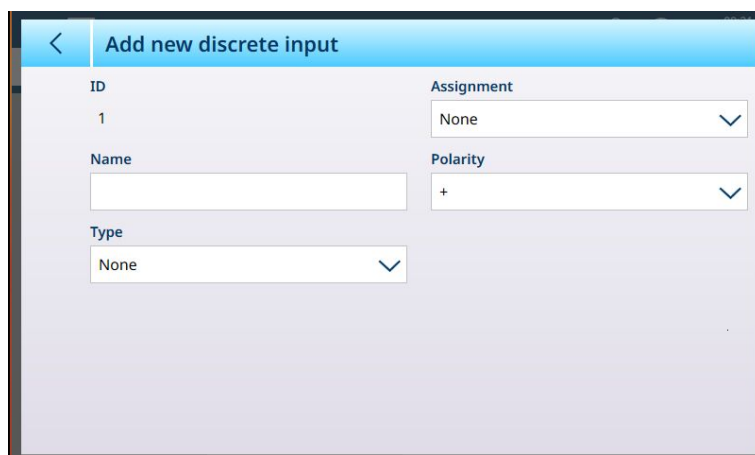 Add new discrete input
ID
1
Assignment
None
Name
Polarity
+
Type
None